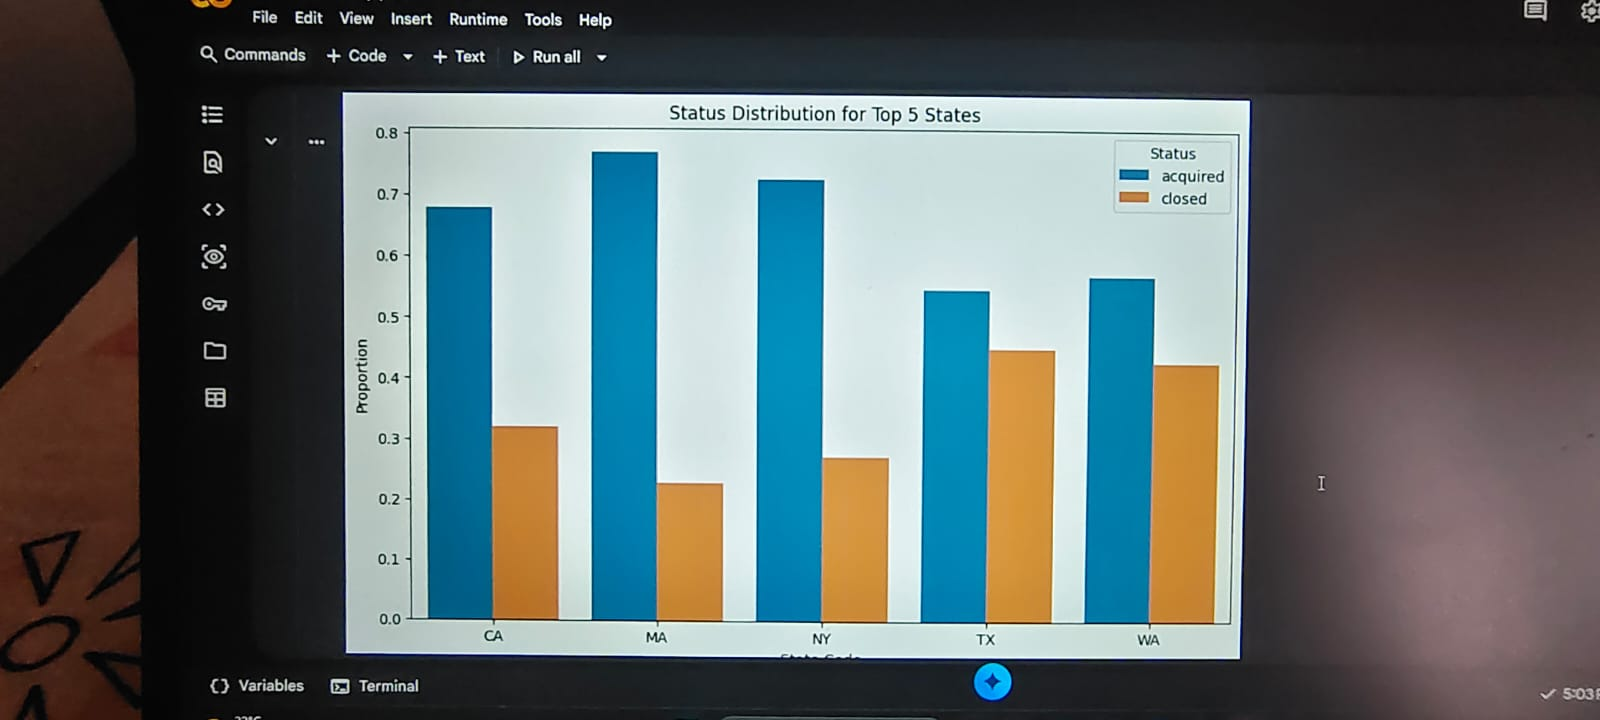 File Edit View Insert Runtime Tools Help
Commands + Code + Text Run all
Status Distribution for Top 5 States
Status
acquired
closed
Proportion
0.8
0.7
0.6
0.5
0.4
0.3
0.2
0.1
0.0
CA MA NY TX WA
Variables Terminal
5:03